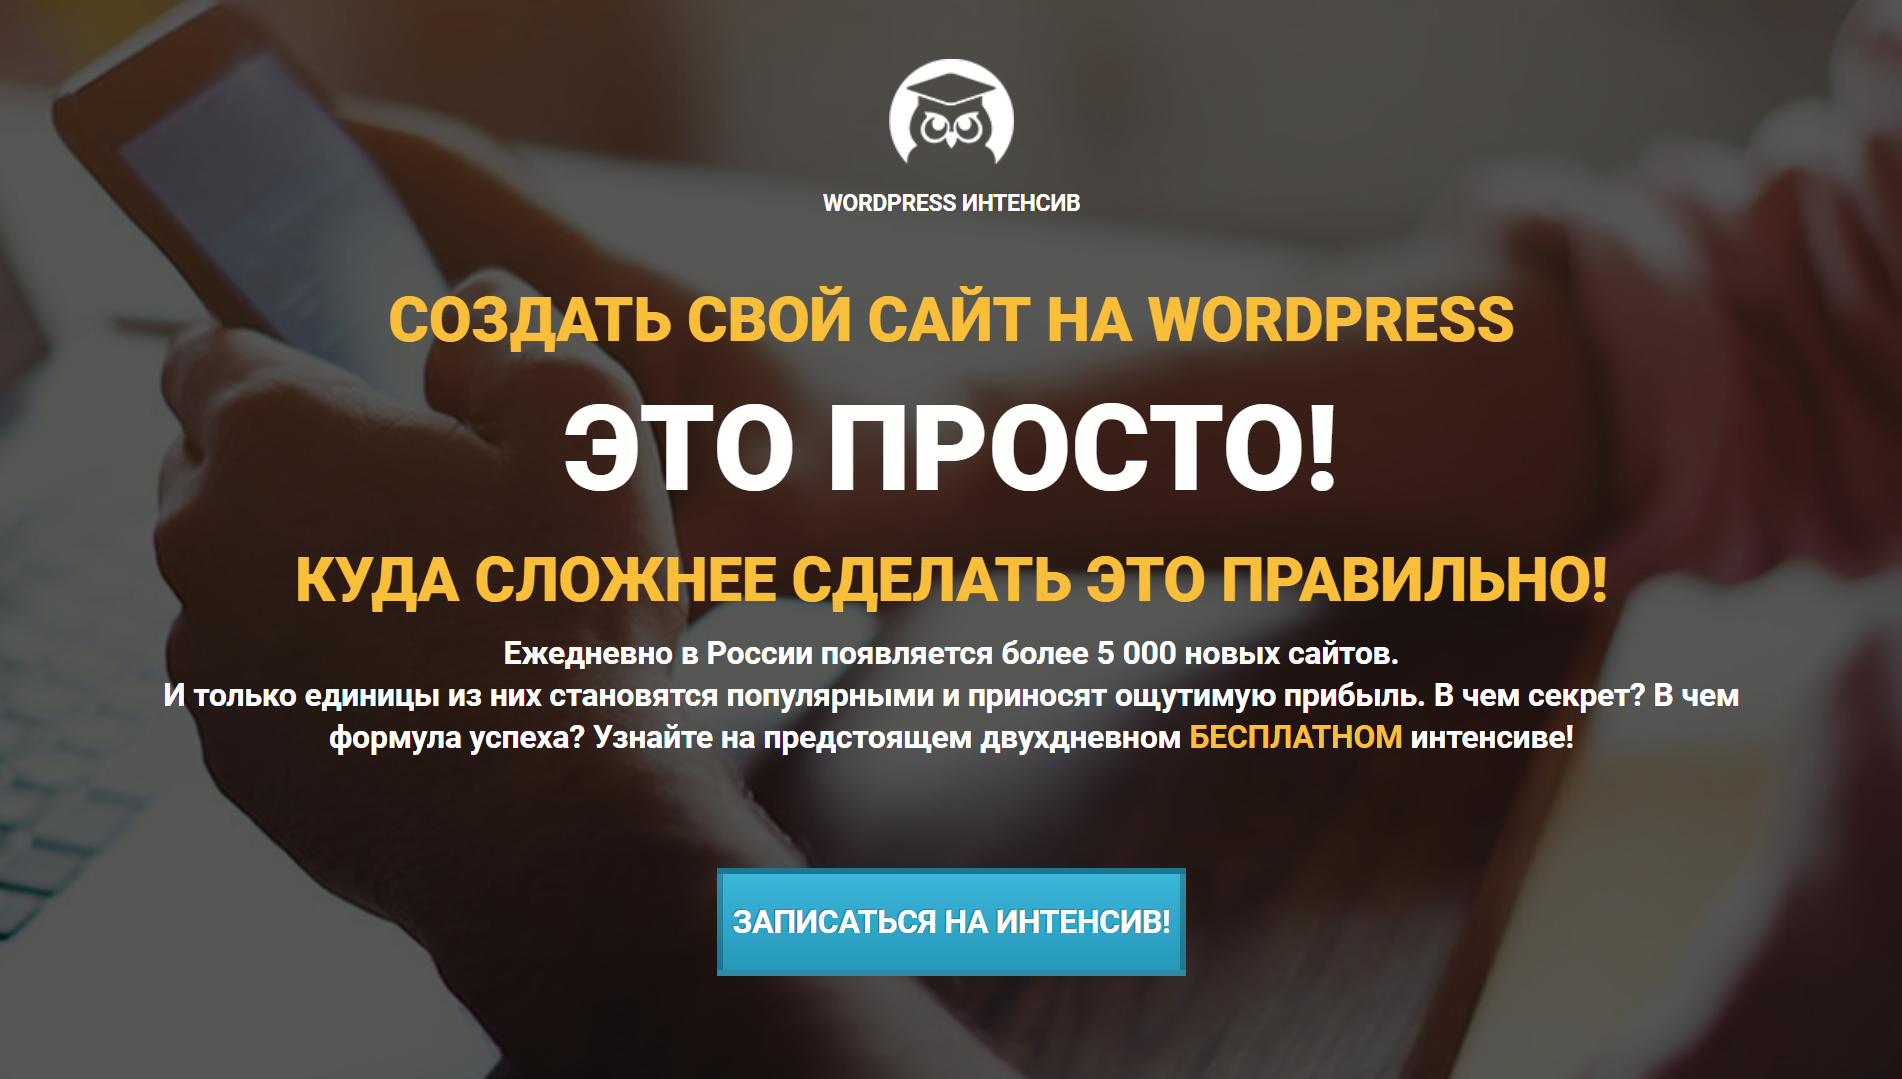 WORDPRESS ИНТЕНСИВ
СОЗДАТЬ СВОЙ САЙТ НА WORDPRESS
ЭТО ПРОСТО!
КУДА СЛОЖНЕЕ СДЕЛАТЬ ЭТО ПРАВИЛЬНО!
Ежедневно в России появляется более 5 000 новых сайтов.
И только единицы из них становятся популярными и приносят ощутимую прибыль. В чем секрет? В чем
формула успеха? Узнайте на предстоящем двухдневном БЕСПЛАТНОМ интенсиве!
ЗАПИСАТЬСЯ НА ИНТЕНСИВ!